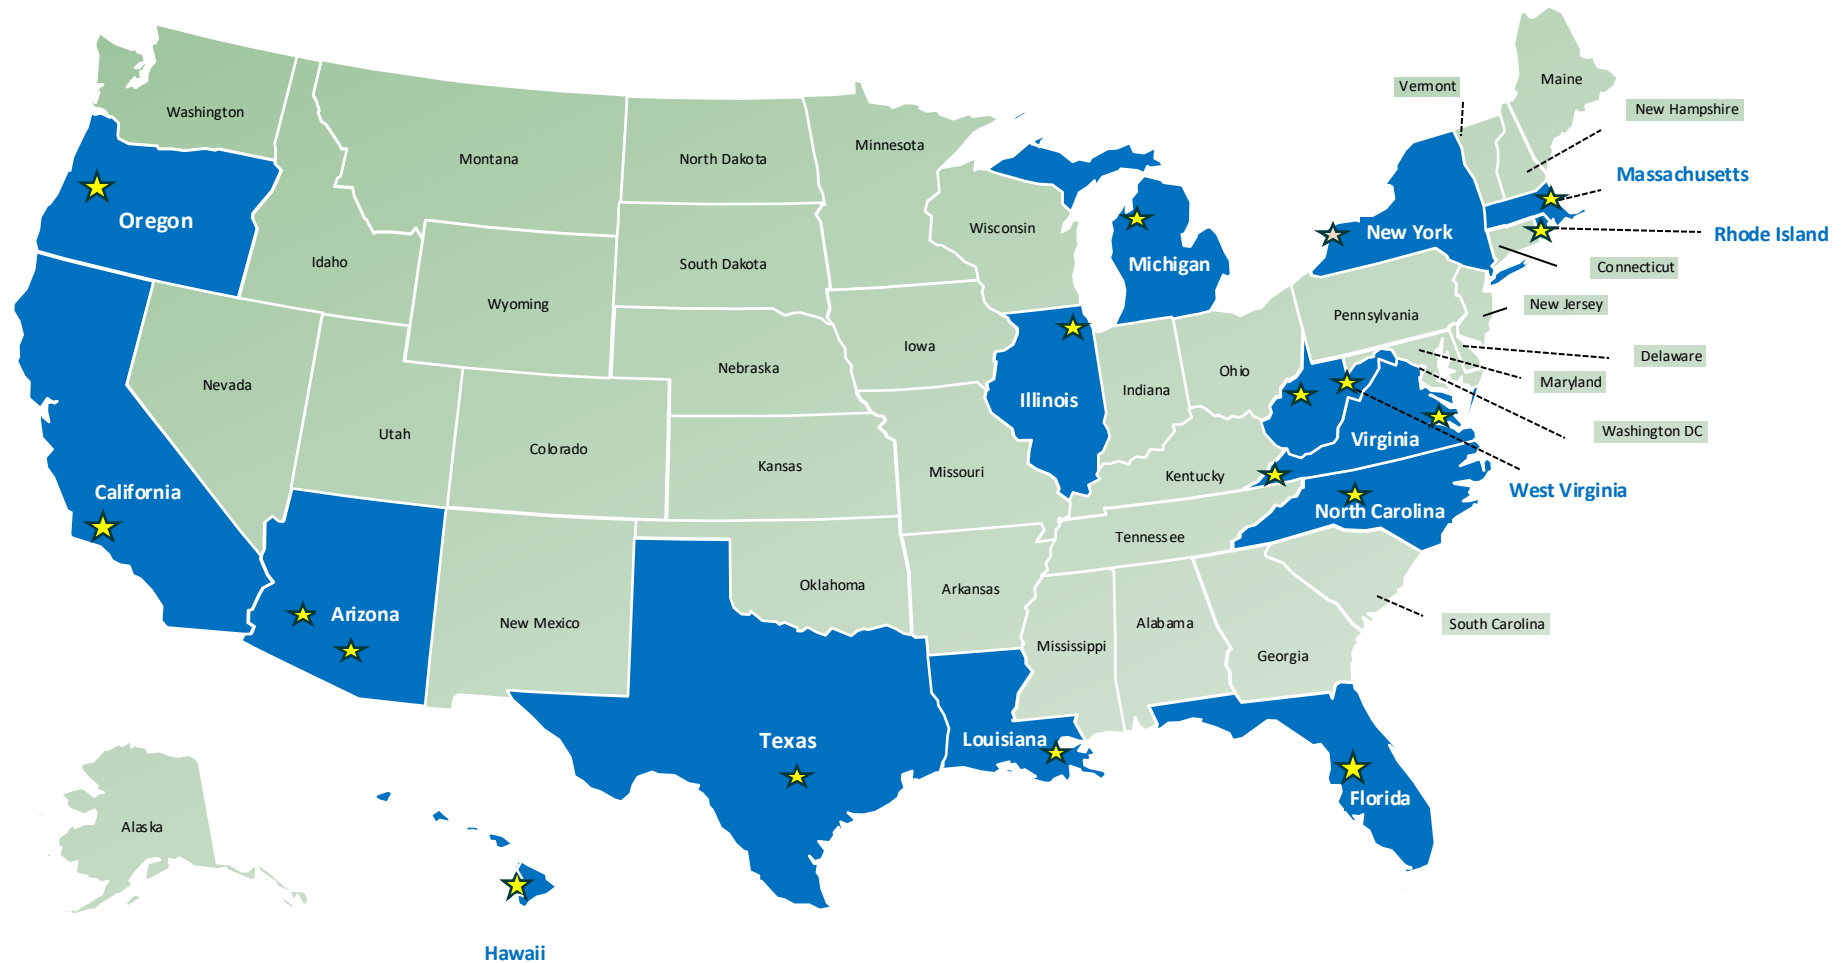 Maine
Vermont
New Hampshire
Washington
Minnesota
Montana
North Dakota
Massachusetts
Oregon
Wisconsin
New York
Rhode Island
Idaho
South Dakota
Michigan
Connecticut
Wyoming
New Jersey
Pennsylvania
Iowa
Delaware
Nebraska
Ohio
Nevada
Indiana
Maryland
Illinois
Utah
Virginia
Washington DC
Colorado
Kansas
Missouri
Kentucky
California
West Virginia
North Carolina
Tennessee
Oklahoma
Arkansas
Arizona
New Mexico
Alabama
South Carolina
Mississippi
Georgia
Texas
Louisiana
Florida
Alaska
Hawaii